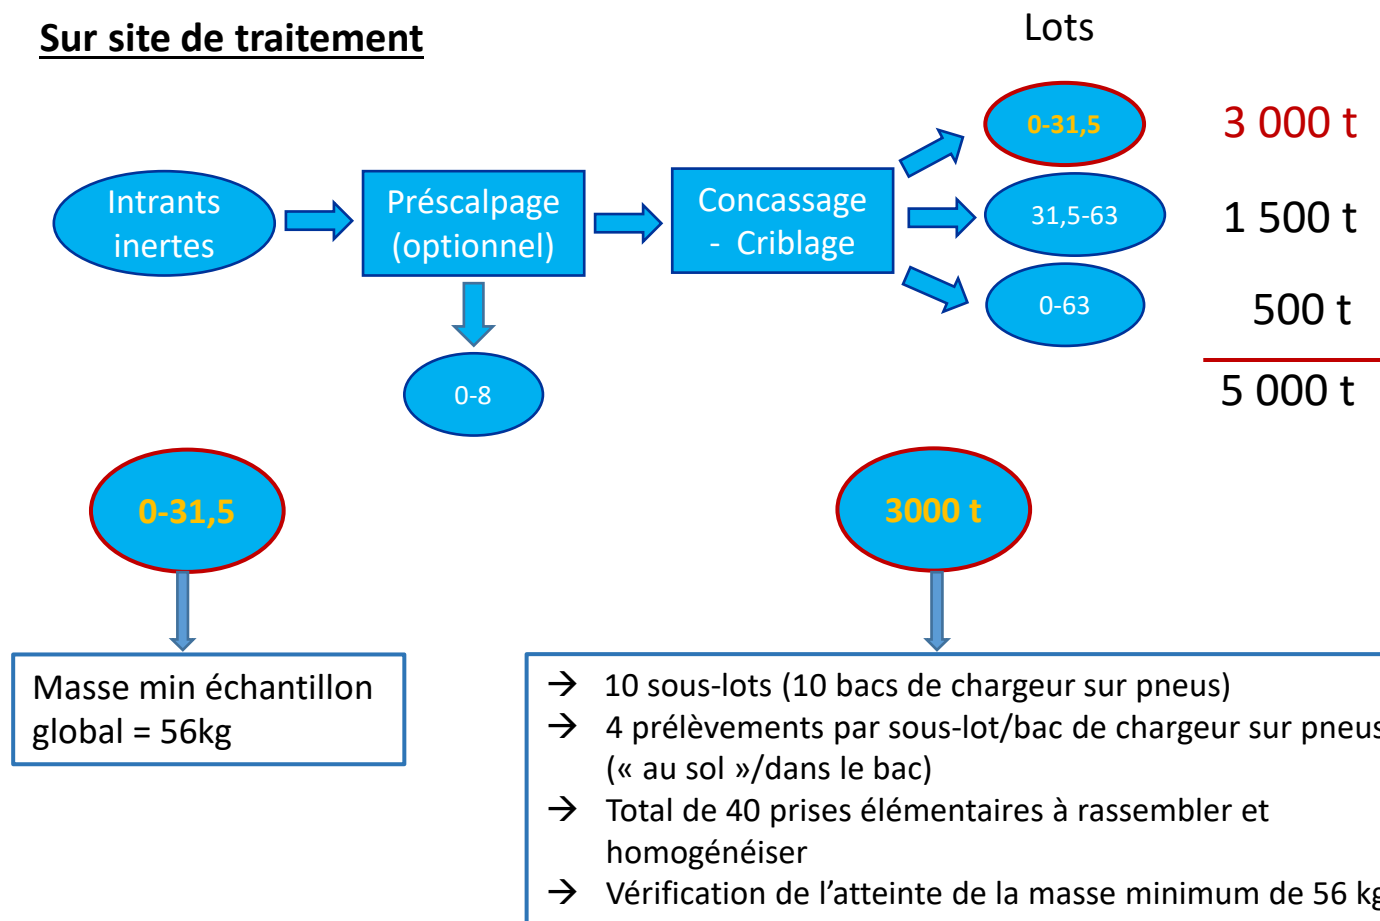 Sur site de traitement
Lots
0-31,5
3 000 t
Intrants
inertes
Préscalpage
(optionnel)
Concassage
- Criblage
31,5-63
1 500 t
0-63
500 t
0-8
5 000 t
0-31,5
3000 t
Masse min échantillon
global = 56kg
→ 10 sous-lots (10 bacs de chargeur sur pneus)
→ 4 prélèvements par sous-lot/bac de chargeur sur pneus
(« au sol »/dans le bac)
→ Total de 40 prises élémentaires à rassembler et
homogénéiser
→ Vérification de l’atteinte de la masse minimum de 56 kg